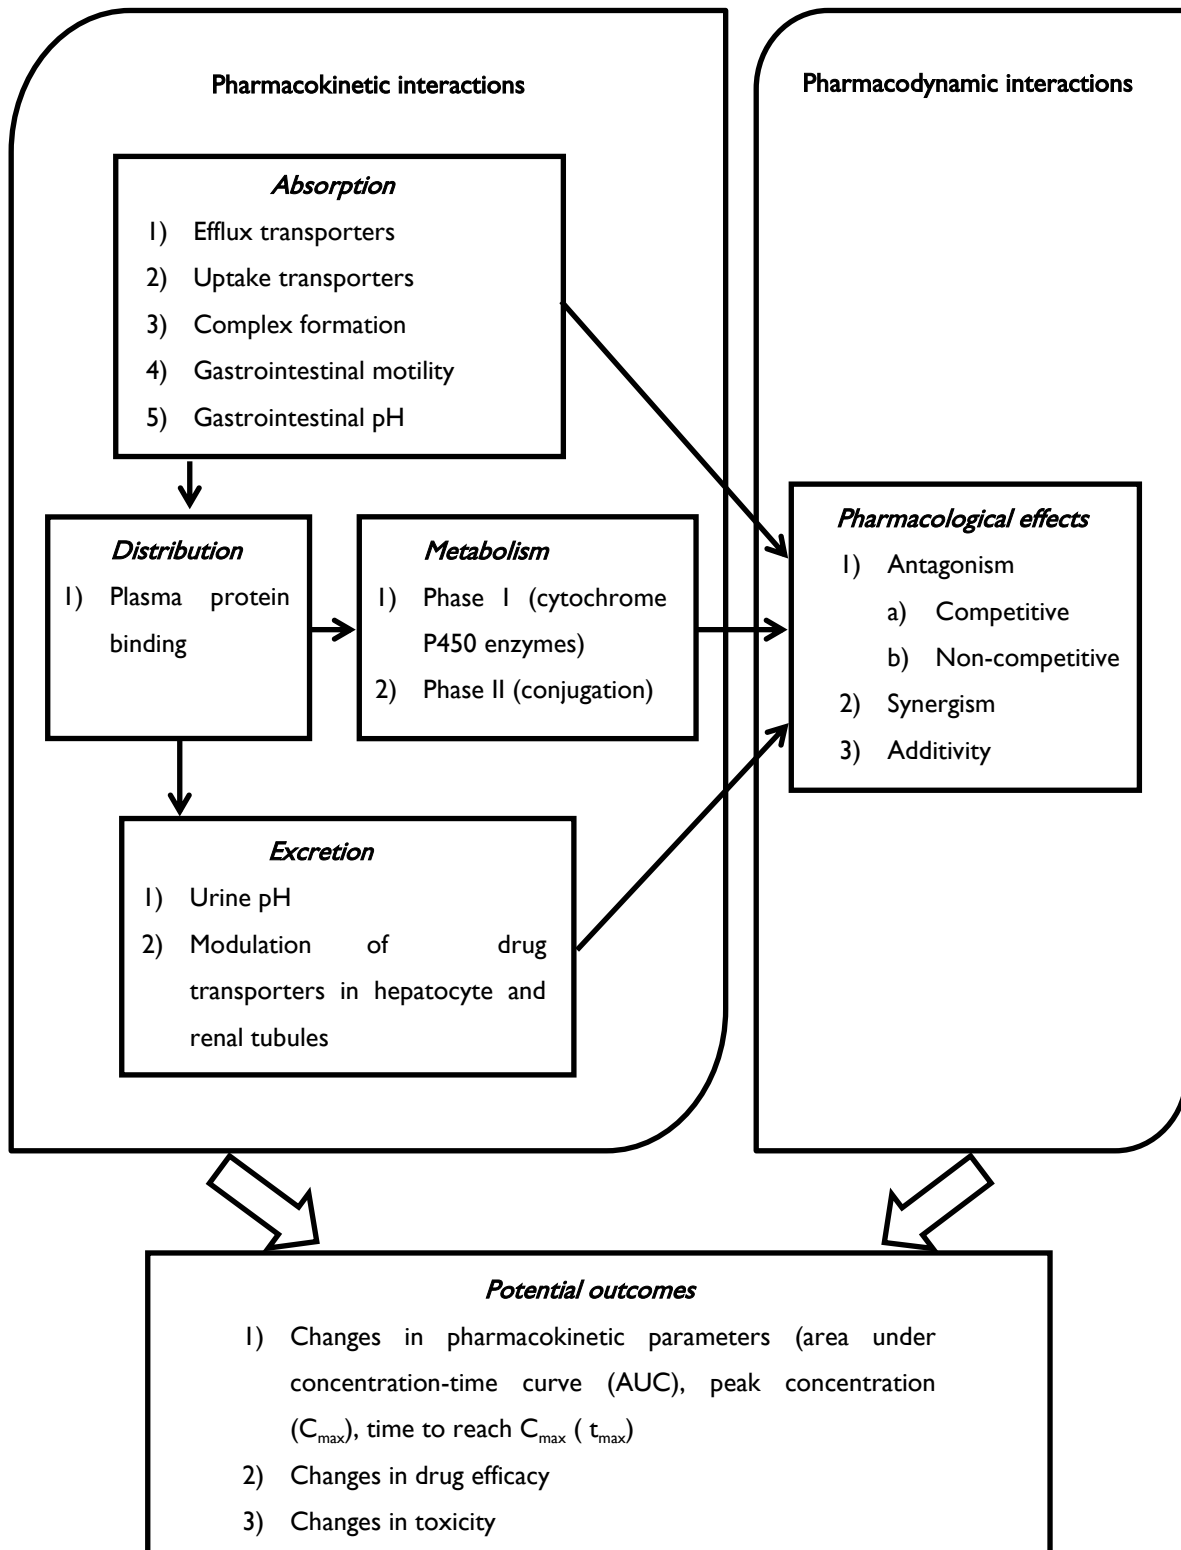 Pharmacokinetic interactions
Absorption
1) Efflux transporters
2) Uptake transporters
3) Complex formation
4) Gastrointestinal motility
5) Gastrointestinal pH
Distribution
1) Plasma protein
binding
Metabolism
1) Phase I (cytochrome
P450 enzymes)
2) Phase II (conjugation)
Excretion
1) Urine pH
2) Modulation of drug
transporters in hepatocyte and
renal tubules
Pharmacodynamic interactions
Pharmacological effects
1) Antagonism
a) Competitive
b) Non-competitive
2) Synergism
3) Additivity
Potential outcomes
1) Changes in pharmacokinetic parameters (area under
concentration-time curve (AUC), peak concentration
(Cmax), time to reach Cmax ( tmax)
2) Changes in drug efficacy
3) Changes in toxicity